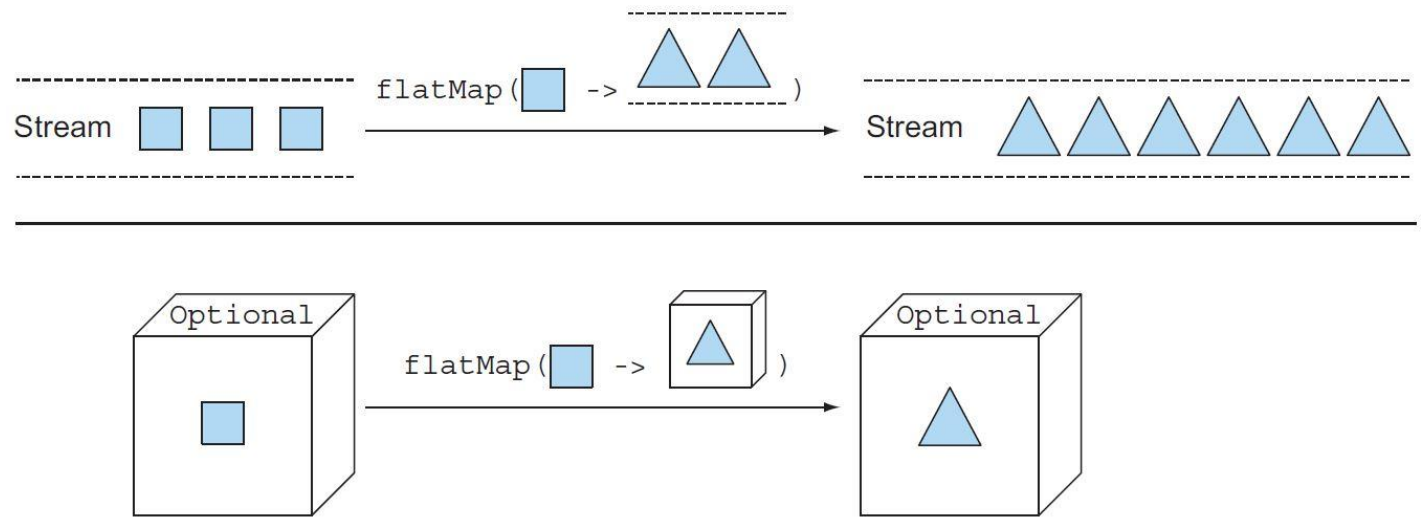 flatMap( -> )
Stream
Stream
Optional
Optional
flatMap( -> )